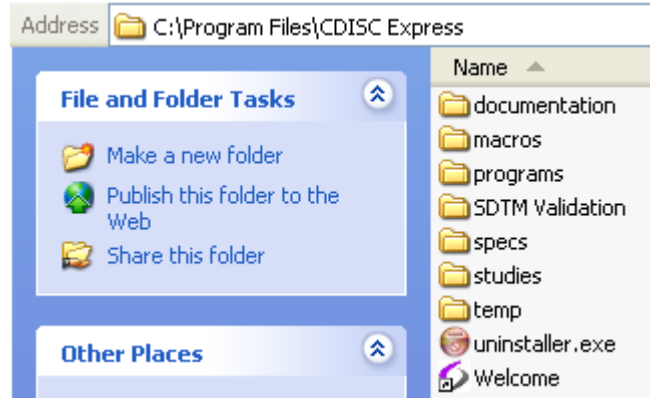 Address C:\Program Files\CDISC Express
File and Folder Tasks
Make a new folder
Publish this folder to the
Web
Share this folder
Other Places
Name
documentation
macros
programs
SDTM Validation
specs
studies
temp
uninstaller.exe
Welcome